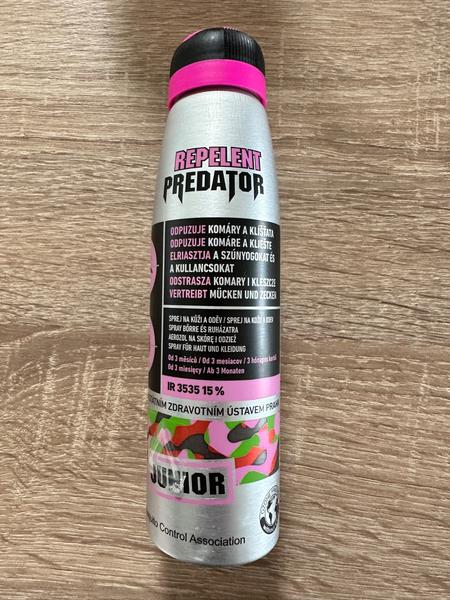 REPELENT
PREDATOR
ODPUZUJE KOMÁRY A KLÍŠŤATA
ODPUZUJE KOMÁRE A KLIEŠTE
ELRIASZTJA A SZÚNYOGOKAT ÉS
A KULLANCSOKAT
ODSTRASZA KOMARY I KLESZCZE
VERTREIBT MÜCKEN UND ZECKEN
SPREJ NA KŮŽI A ODĚV / SPREJ NA KOŽU A ODEV
SPRAY BŐRRE ÉS RUHÁZATRA
AEROZOL NA SKÓRĘ I ODZIEŻ
SPRAY FÜR HAUT UND KLEIDUNG
Od 3 měsíců / Od 3 mesiacov / 3 hónapos kortól
Od 3 miesięcy / Ab 3 Monaten
IR 3535 15 %
ZDRAVOTNÍM ÚSTAVEM
JUNIOR
Control Association